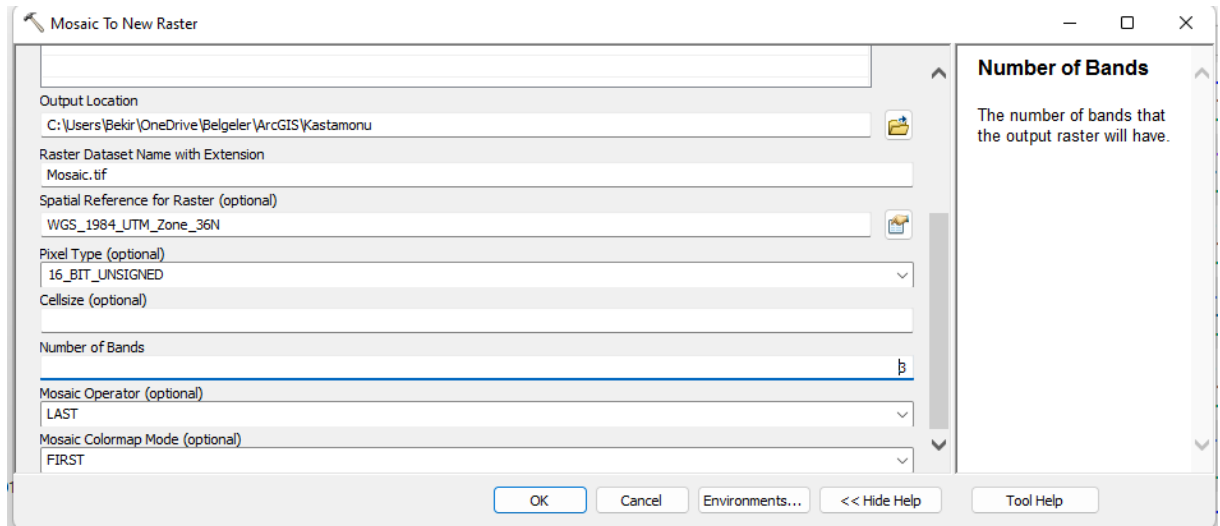 Mosaic To New Raster
Output Location
C:\Users\Bekir\OneDrive\Belgeler\ArcGIS\Kastamonu
Raster Dataset Name with Extension
Mosaic.tif
Spatial Reference for Raster (optional)
WGS_1984_UTM_Zone_36N
Pixel Type (optional)
16_BIT_UNSIGNED
Cellsize (optional)
Number of Bands
3
Mosaic Operator (optional)
LAST
Mosaic Colormap Mode (optional)
FIRST
OK
Cancel
Environments...
<< Hide Help
Tool Help
Number of Bands
The number of bands that
the output raster will have.